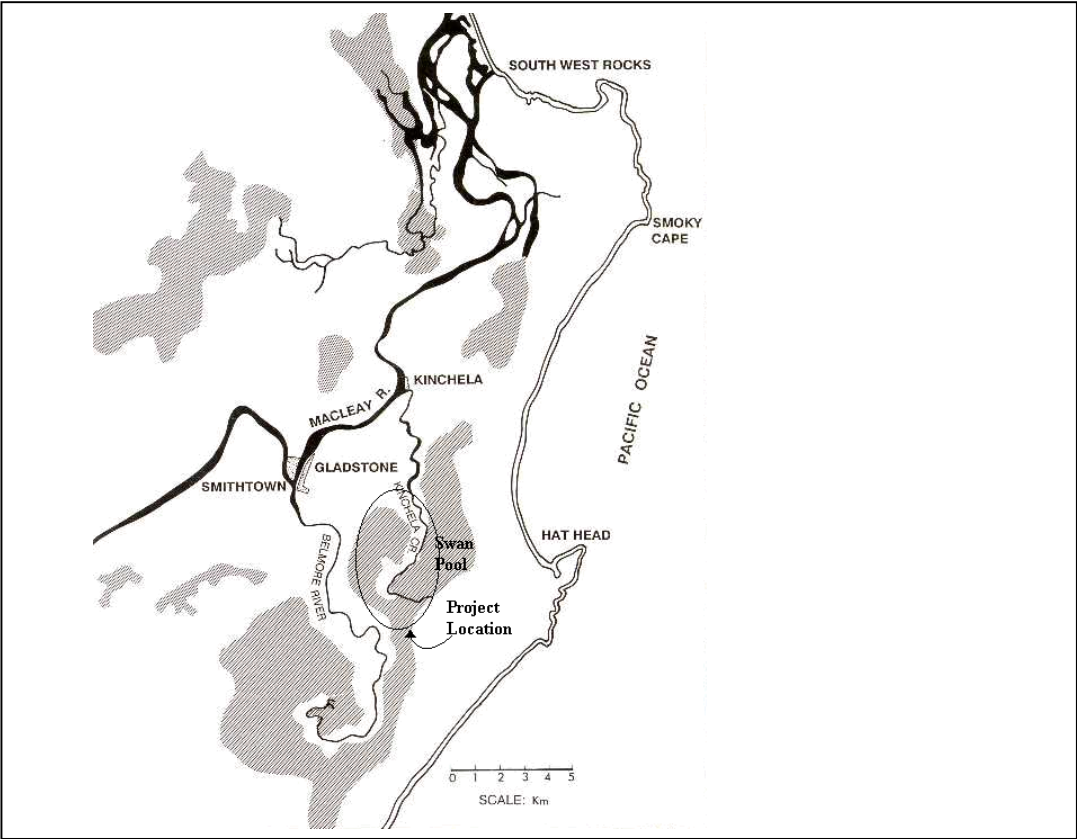 SOUTH WEST ROCKS
SMOKY
CAPE
PACIFIC OCEAN
KINCHELA
MACLEAY R.
GLADSTONE
SMITHTOWN
KINCHELA CR.
HAT HEAD
Swan
Pool
BELMORE RIVER
Project
Location
0 1 2 3 4 5
SCALE: Km